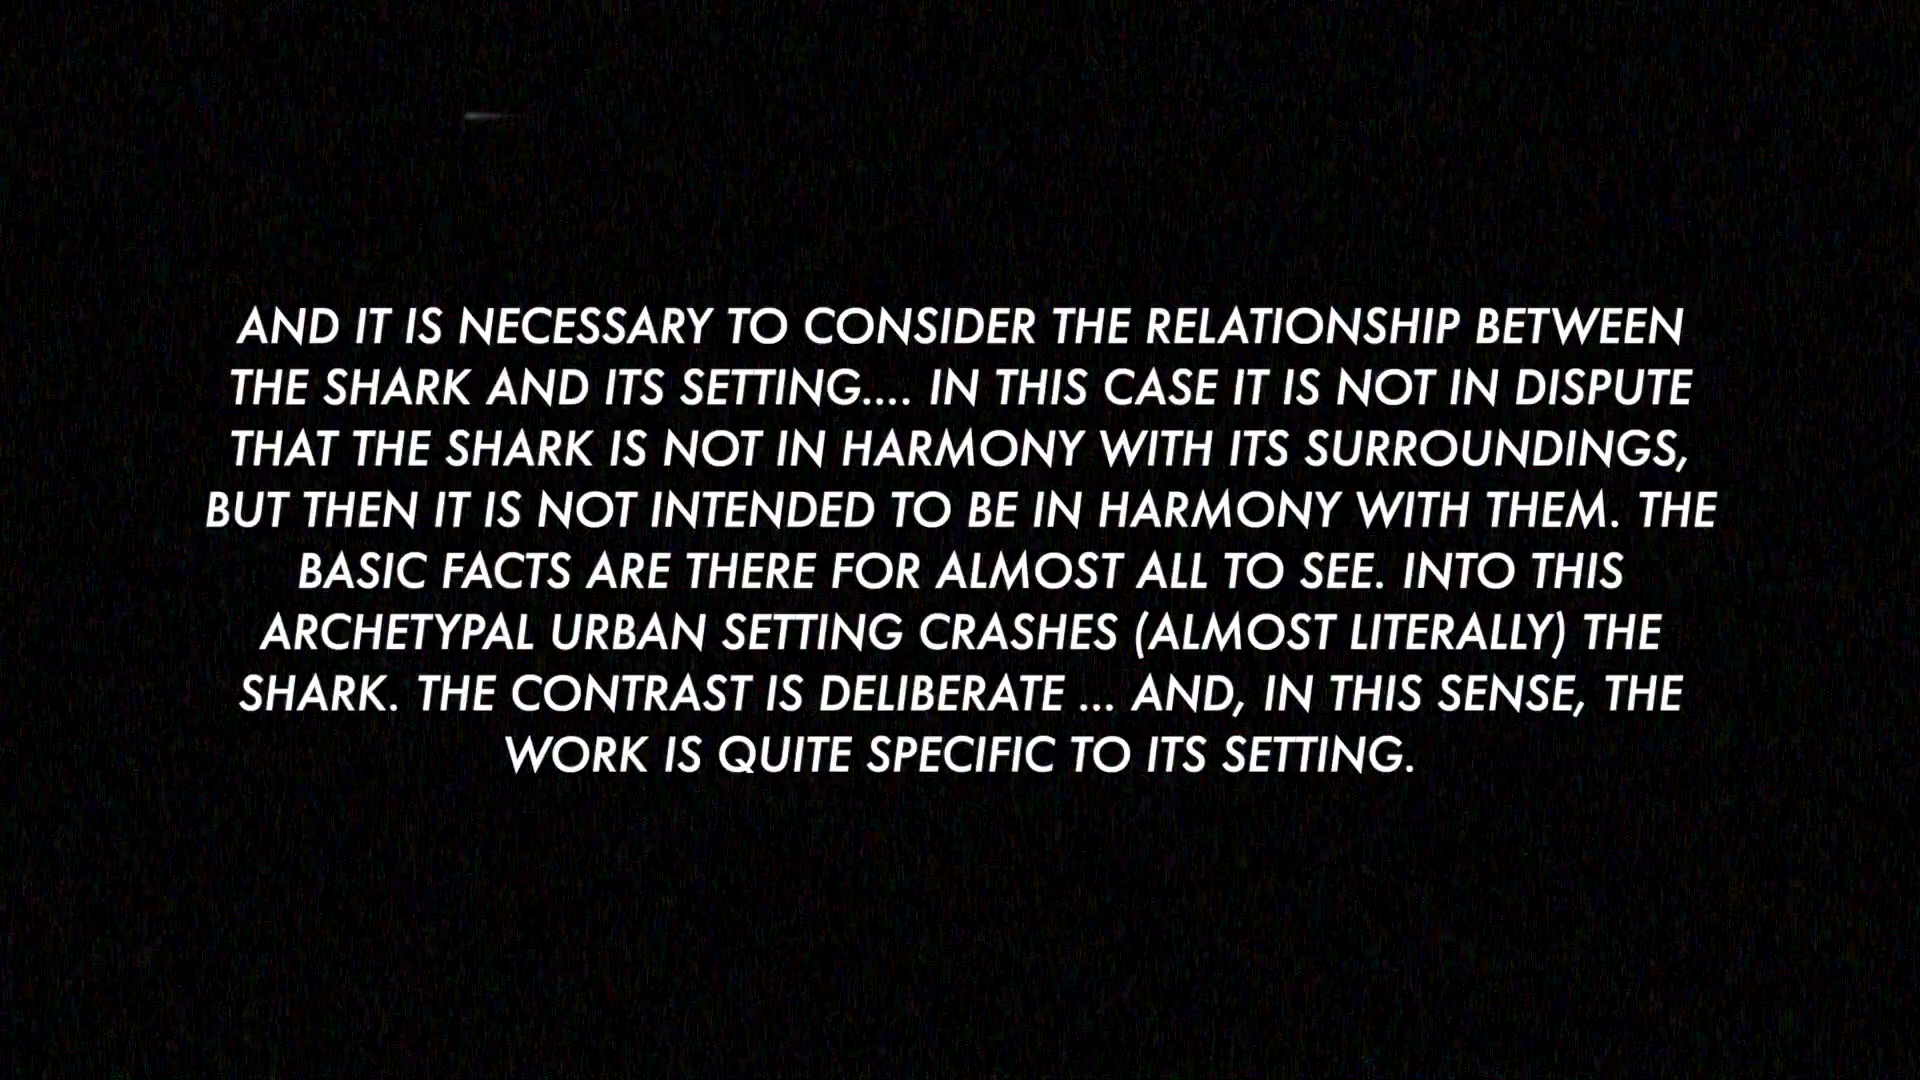 AND IT IS NECESSARY TO CONSIDER THE RELATIONSHIP BETWEEN
THE SHARK AND ITS SETTING.... IN THIS CASE IT IS NOT IN DISPUTE
THAT THE SHARK IS NOT IN HARMONY WITH ITS SURROUNDINGS,
BUT THEN IT IS NOT INTENDED TO BE IN HARMONY WITH THEM. THE
BASIC FACTS ARE THERE FOR ALMOST ALL TO SEE. INTO THIS
ARCHETYPAL URBAN SETTING CRASHES (ALMOST LITERALLY) THE
SHARK. THE CONTRAST IS DELIBERATE ... AND, IN THIS SENSE, THE
WORK IS QUITE SPECIFIC TO ITS SETTING.